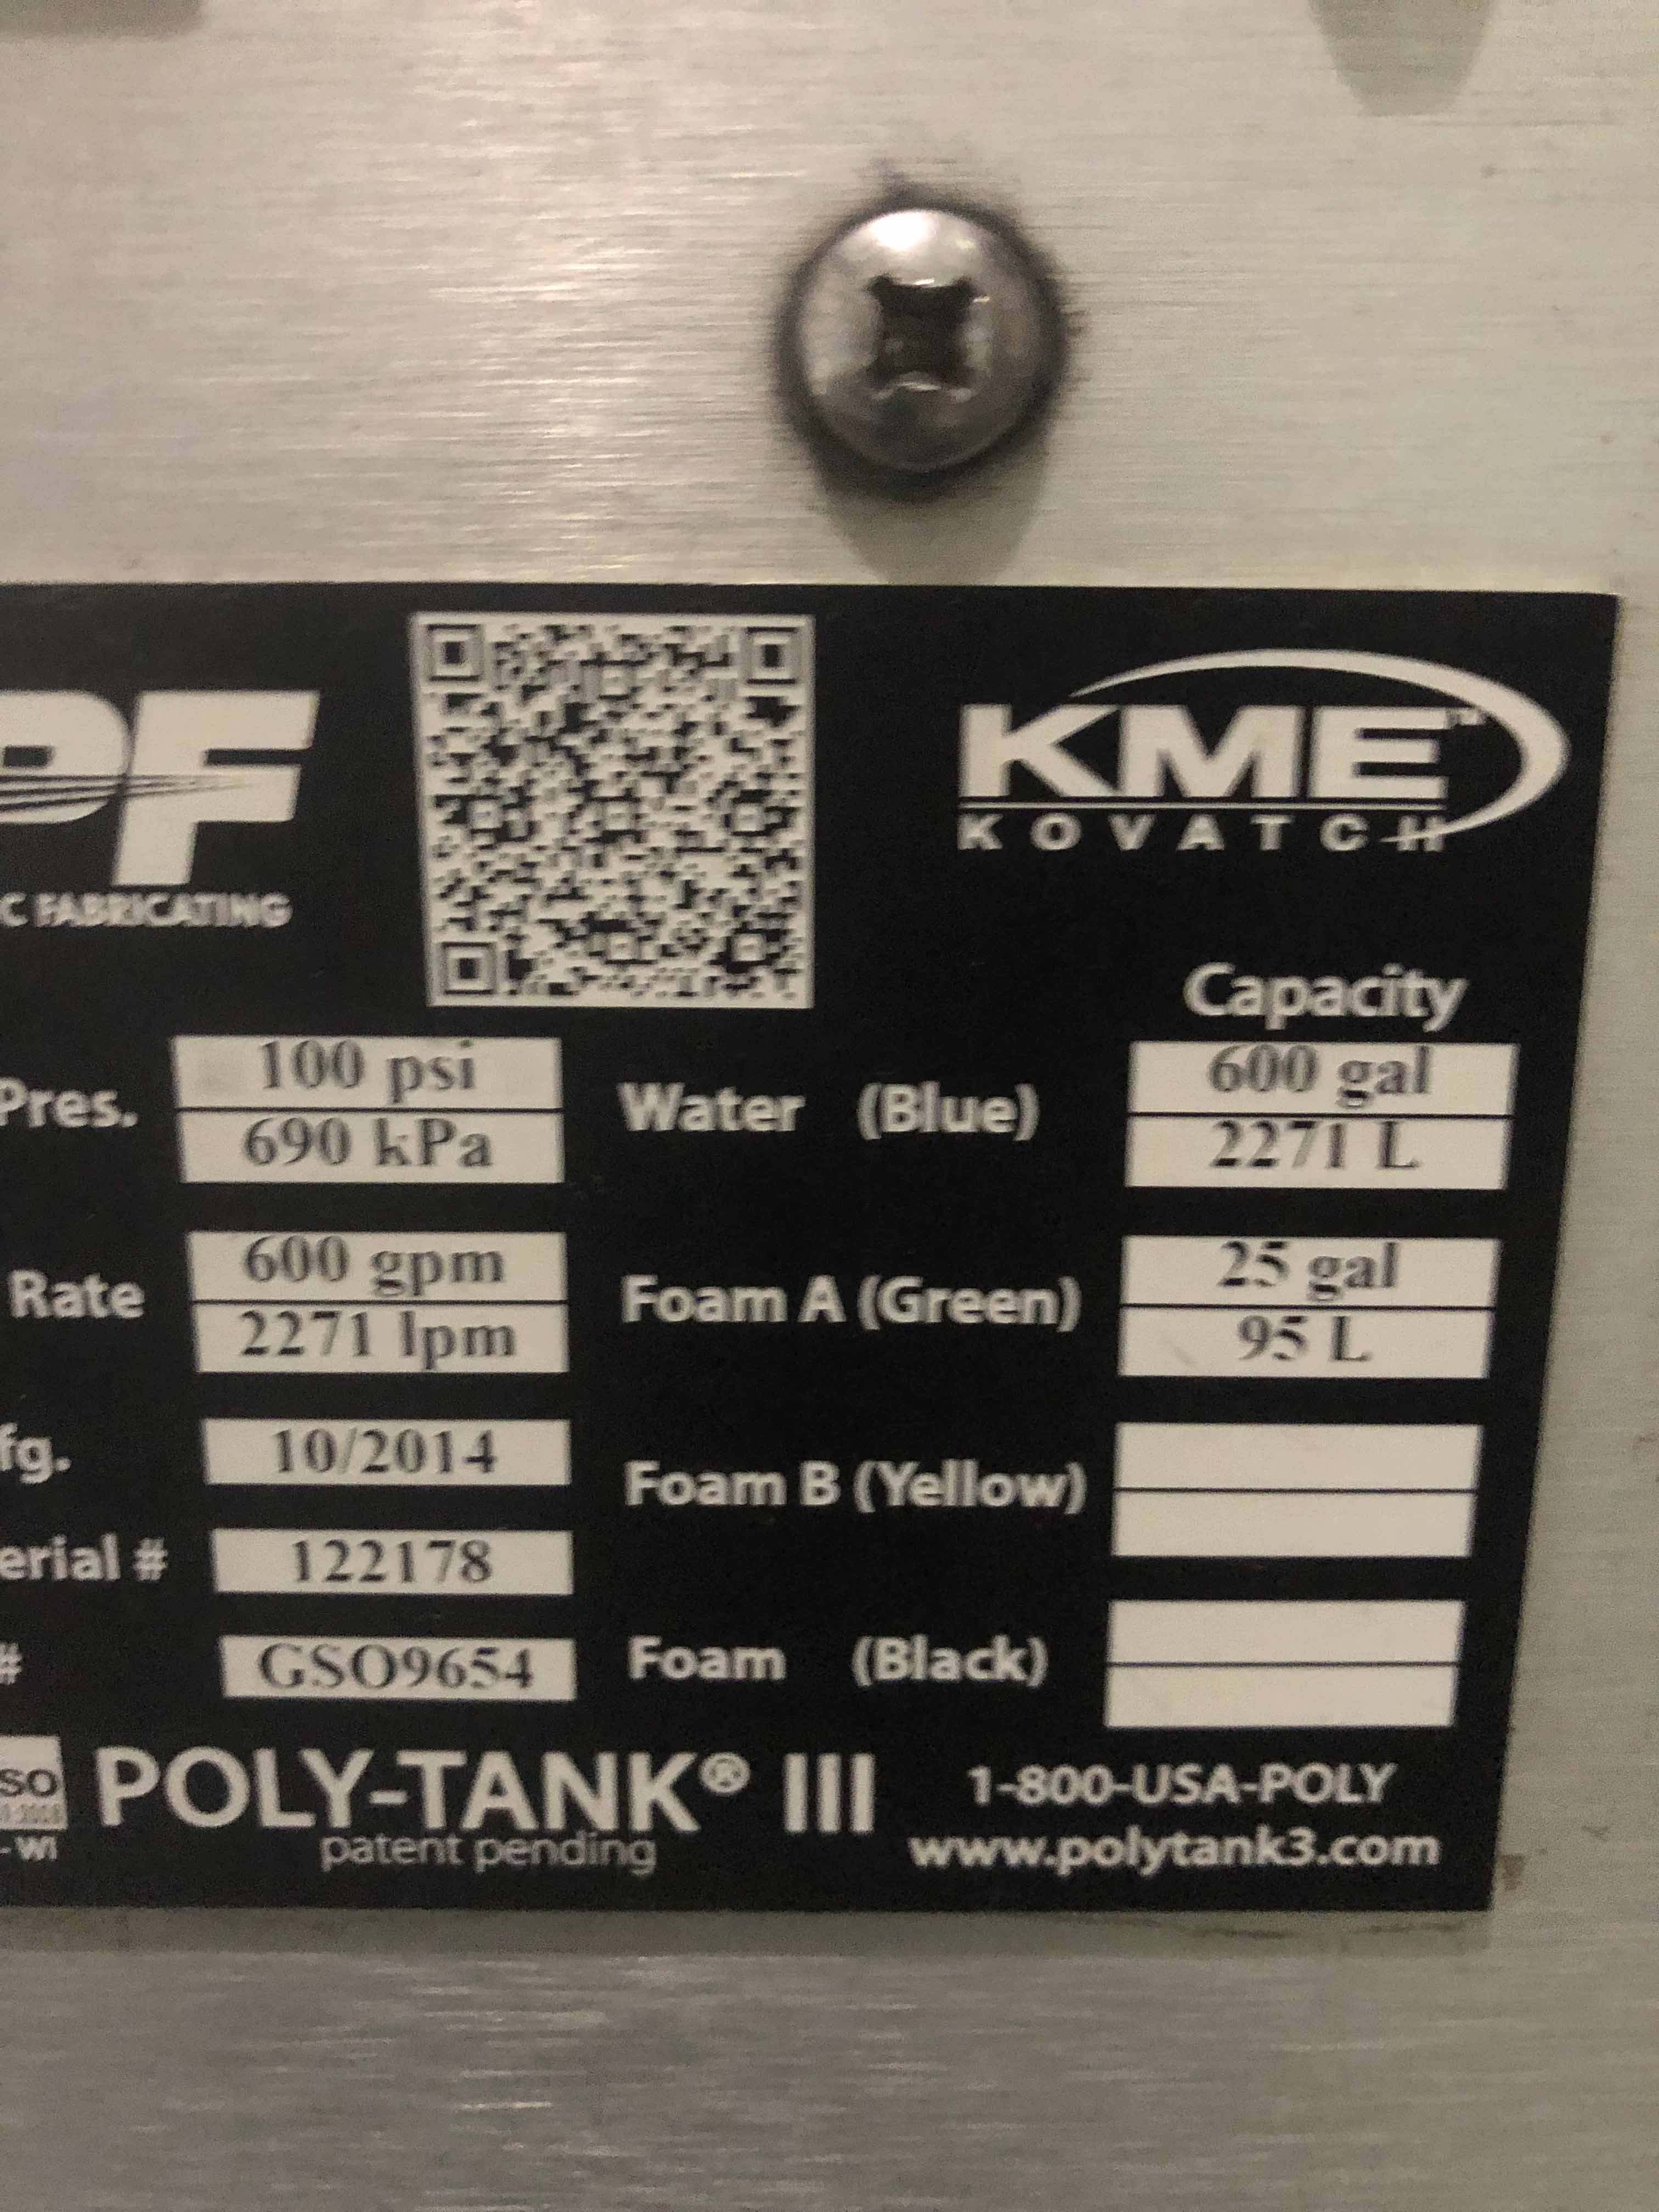 PF
C FABRICATING
KME™
KOVATCH
Capacity
Pres.
100 psi
690 kPa
Water (Blue)
600 gal
2271 L
Rate
600 gpm
2271 lpm
Foam A (Green)
25 gal
95 L
fg.
10/2014
Foam B (Yellow)
erial #
122178
#
GSO9654
Foam (Black)
SO
-WI
POLY-TANK® III
patent pending
1-800-USA-POLY
www.polytank3.com